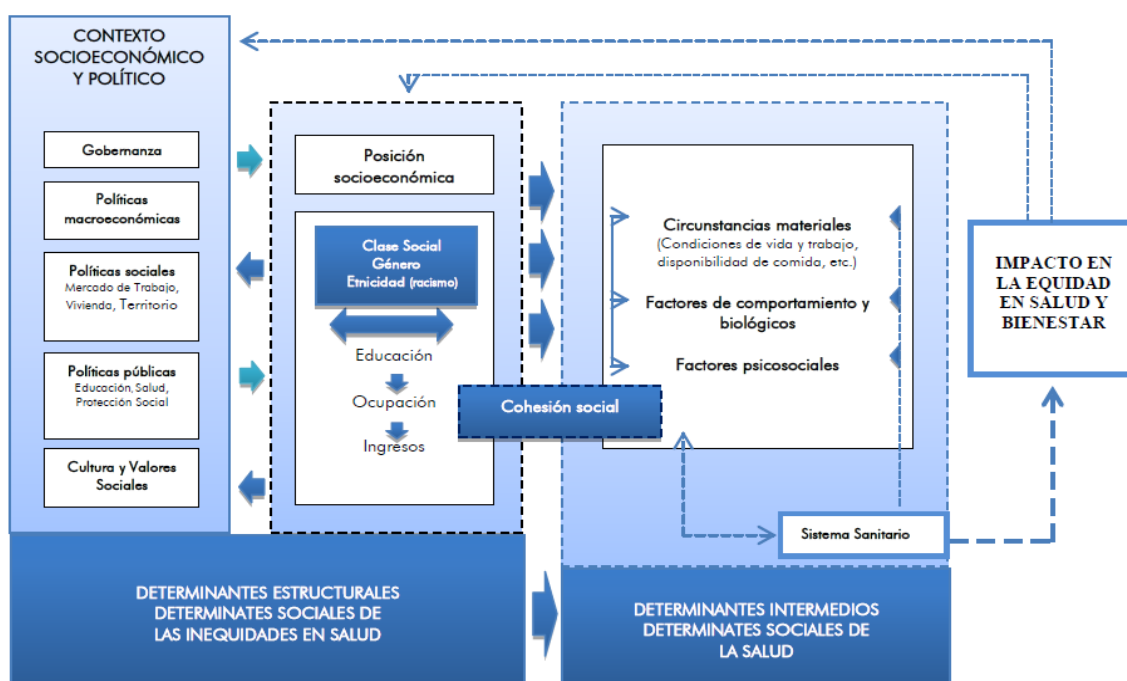 CONTEXTO
SOCIOECONÓMICO
Y POLÍTICO
Gobernanza
Políticas
macroeconómicas
Políticas sociales
Mercado de Trabajo,
Vivienda, Territorio
Políticas públicas
Educación, Salud,
Protección Social
Cultura y Valores
Sociales
Posición
socioeconómica
Clase Social
Género
Etnicidad (racismo)
Educación
Ocupación
Ingresos
Cohesión social
Circunstancias materiales
(Condiciones de vida y trabajo,
disponibilidad de comida, etc.)
Factores de comportamiento y
biológicos
Factores psicosociales
Sistema Sanitario
IMPACTO EN
LA EQUIDAD
EN SALUD Y
BIENESTAR
DETERMINANTES ESTRUCTURALES
DETERMINATES SOCIALES DE
LAS INEQUIDADES EN SALUD
DETERMINANTES INTERMEDIOS
DETERMINATES SOCIALES DE
LA SALUD